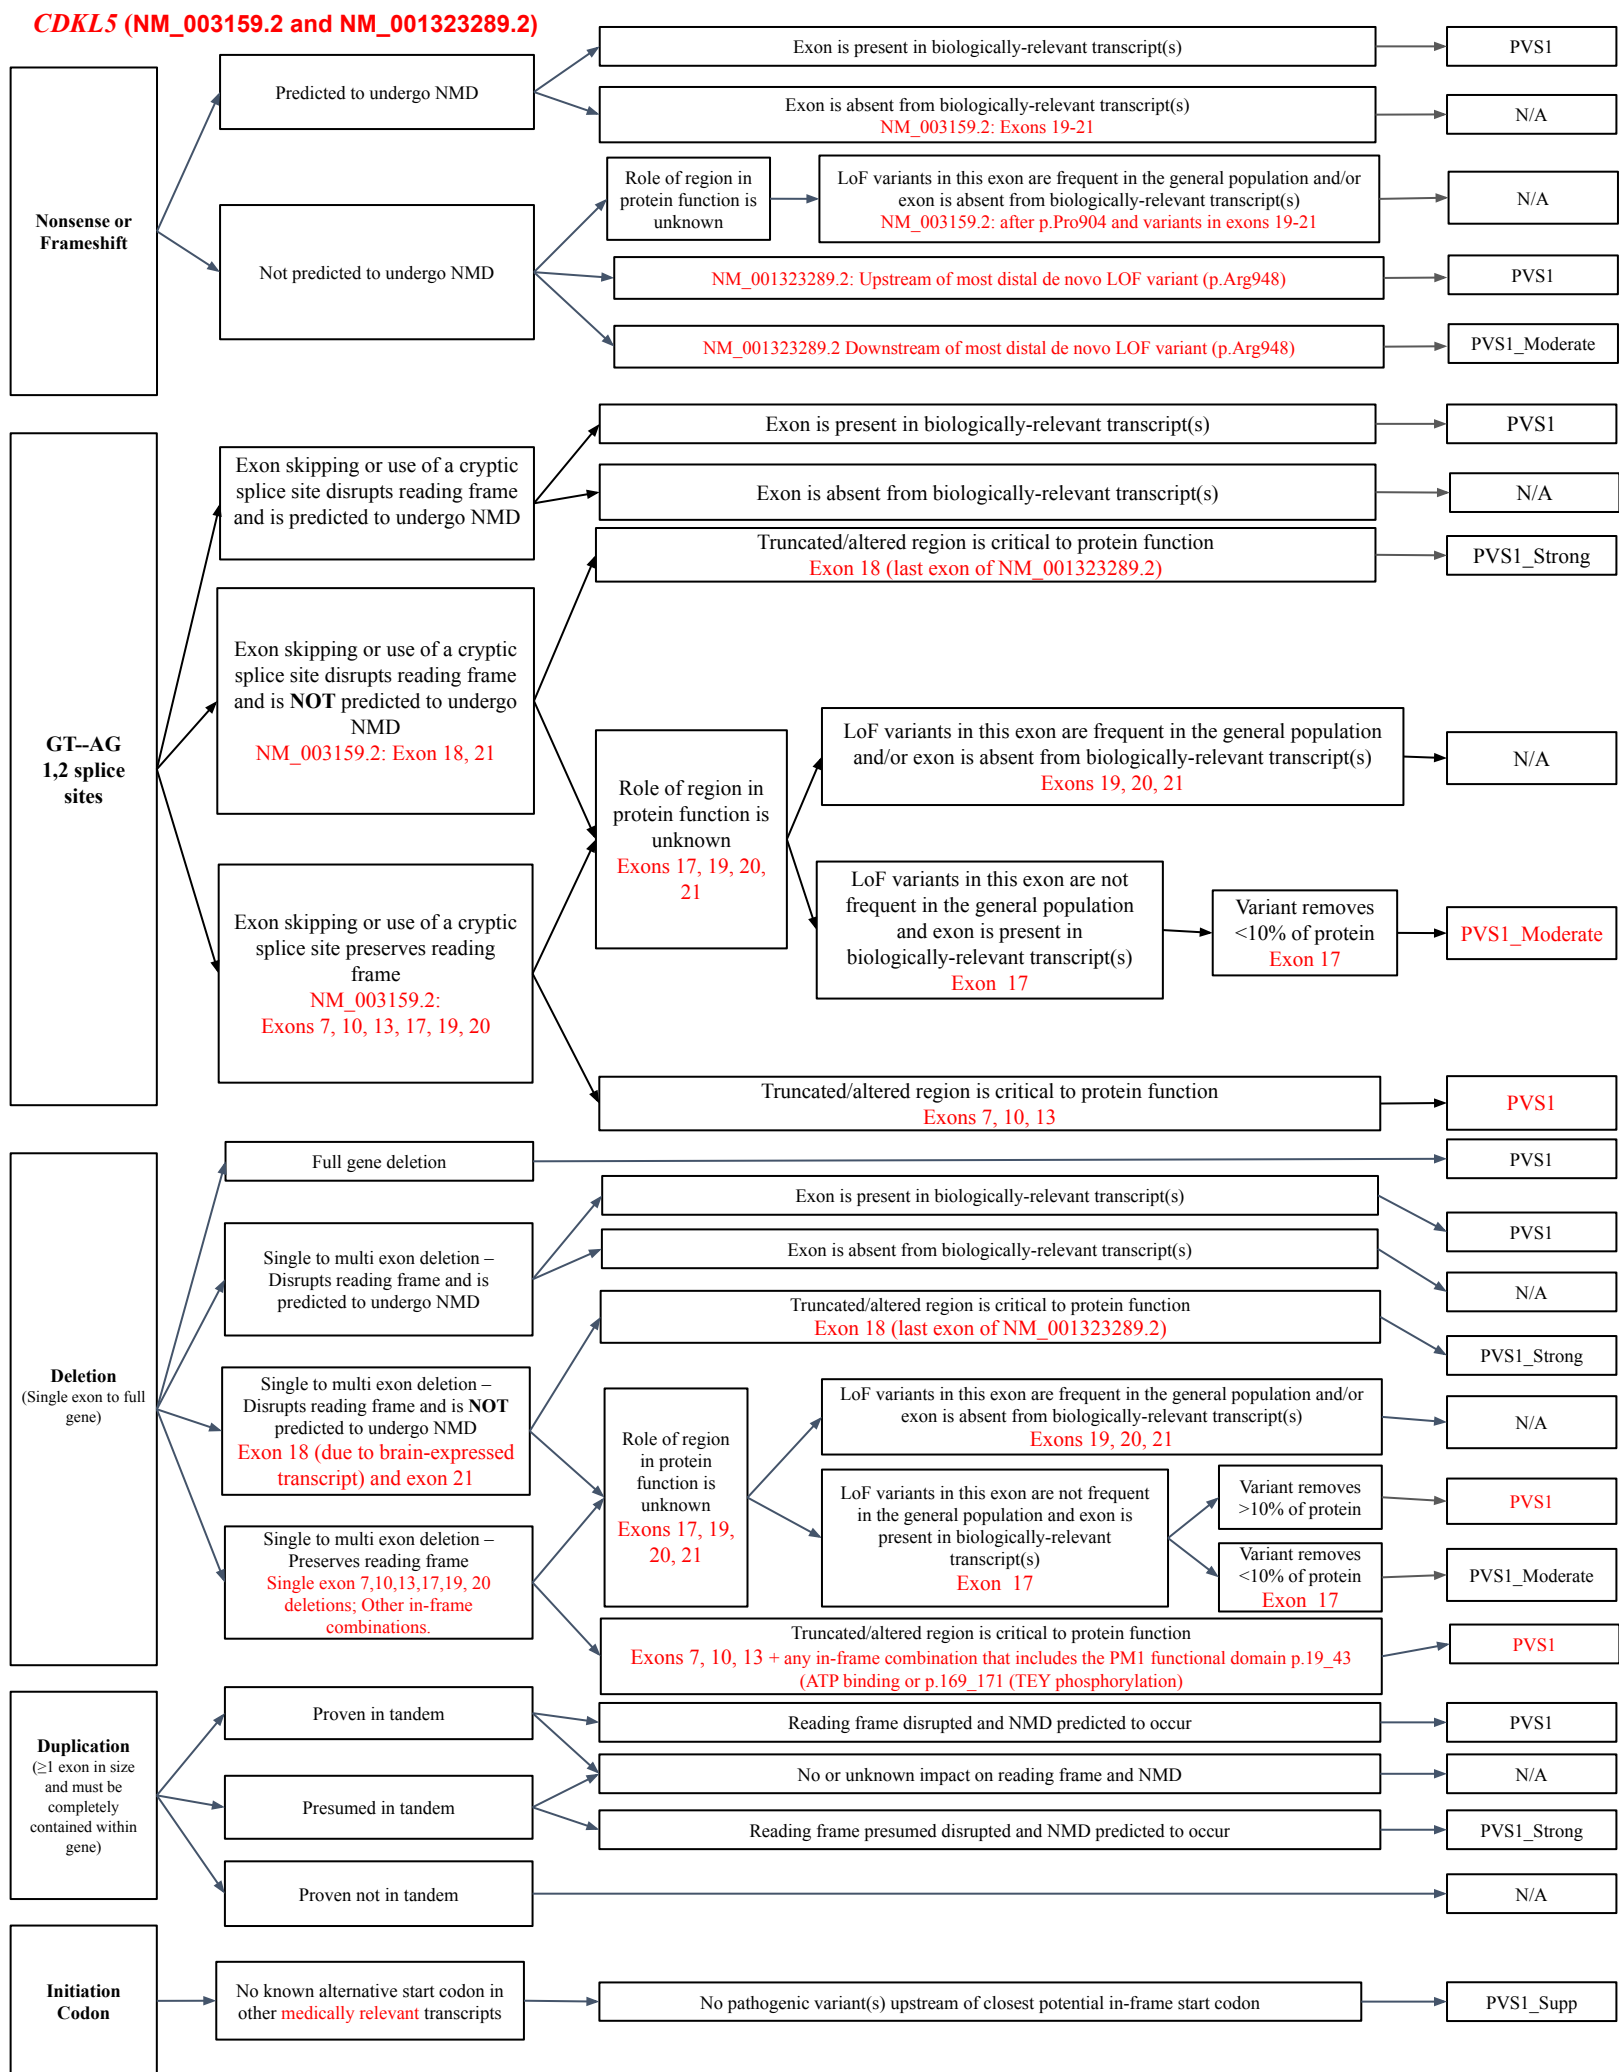 CDKL5 (NM_003159.2 and NM_001323289.2)
Nonsense or
Frameshift
Predicted to undergo NMD
Exon is present in biologically-relevant transcript(s)
PVS1
Exon is absent from biologically-relevant transcript(s)
NM_003159.2: Exons 19-21
N/A
Not predicted to undergo NMD
Role of region in
protein function is
unknown
LoF variants in this exon are frequent in the general population and/or
exon is absent from biologically-relevant transcript(s)
NM_003159.2: after p.Pro904 and variants in exons 19-21
N/A
NM_001323289.2: Upstream of most distal de novo LOF variant (p.Arg948)
PVS1
NM_001323289.2 Downstream of most distal de novo LOF variant (p.Arg948)
PVS1_Moderate
GT--AG
1,2 splice
sites
Exon skipping or use of a cryptic
splice site disrupts reading frame
and is predicted to undergo NMD
Exon is present in biologically-relevant transcript(s)
PVS1
Exon is absent from biologically-relevant transcript(s)
N/A
Exon skipping or use of a cryptic
splice site disrupts reading frame
and is NOT predicted to undergo
NMD
NM_003159.2: Exon 18, 21
Truncated/altered region is critical to protein function
Exon 18 (last exon of NM_001323289.2)
PVS1_Strong
Role of region in
protein function is
unknown
Exons 17, 19, 20,
21
LoF variants in this exon are frequent in the general population
and/or exon is absent from biologically-relevant transcript(s)
Exons 19, 20, 21
N/A
LoF variants in this exon are not
frequent in the general population
and exon is present in
biologically-relevant transcript(s)
Exon  17
Variant removes
<10% of protein
Exon 17
PVS1_Moderate
Exon skipping or use of a cryptic
splice site preserves reading
frame
NM_003159.2:
Exons 7, 10, 13, 17, 19, 20
Truncated/altered region is critical to protein function
Exons 7, 10, 13
PVS1
Deletion
(Single exon to full
gene)
Full gene deletion
PVS1
Single to multi exon deletion –
Disrupts reading frame and is
predicted to undergo NMD
Exon is present in biologically-relevant transcript(s)
PVS1
Exon is absent from biologically-relevant transcript(s)
N/A
Single to multi exon deletion –
Disrupts reading frame and is NOT
predicted to undergo NMD
Exon 18 (due to brain-expressed
transcript) and exon 21
Truncated/altered region is critical to protein function
Exon 18 (last exon of NM_001323289.2)
PVS1_Strong
Role of region
in protein
function is
unknown
Exons 17, 19,
20, 21
LoF variants in this exon are frequent in the general population and/or
exon is absent from biologically-relevant transcript(s)
Exons 19, 20, 21
N/A
LoF variants in this exon are not frequent
in the general population and exon is
present in biologically-relevant
transcript(s)
Exon  17
Variant removes
>10% of protein
PVS1
Variant removes
<10% of protein
Exon  17
PVS1_Moderate
Single to multi exon deletion –
Preserves reading frame
Single exon 7,10,13,17,19, 20
deletions; Other in-frame
combinations.
Truncated/altered region is critical to protein function
Exons 7, 10, 13 + any in-frame combination that includes the PM1 functional domain p.19_43
(ATP binding or p.169_171 (TEY phosphorylation)
PVS1
Duplication
(≥1 exon in size
and must be
completely
contained within
gene)
Proven in tandem
Reading frame disrupted and NMD predicted to occur
PVS1
No or unknown impact on reading frame and NMD
N/A
Presumed in tandem
Reading frame presumed disrupted and NMD predicted to occur
PVS1_Strong
Proven not in tandem
N/A
Initiation
Codon
No known alternative start codon in
other medically relevant transcripts
No pathogenic variant(s) upstream of closest potential in-frame start codon
PVS1_Supp